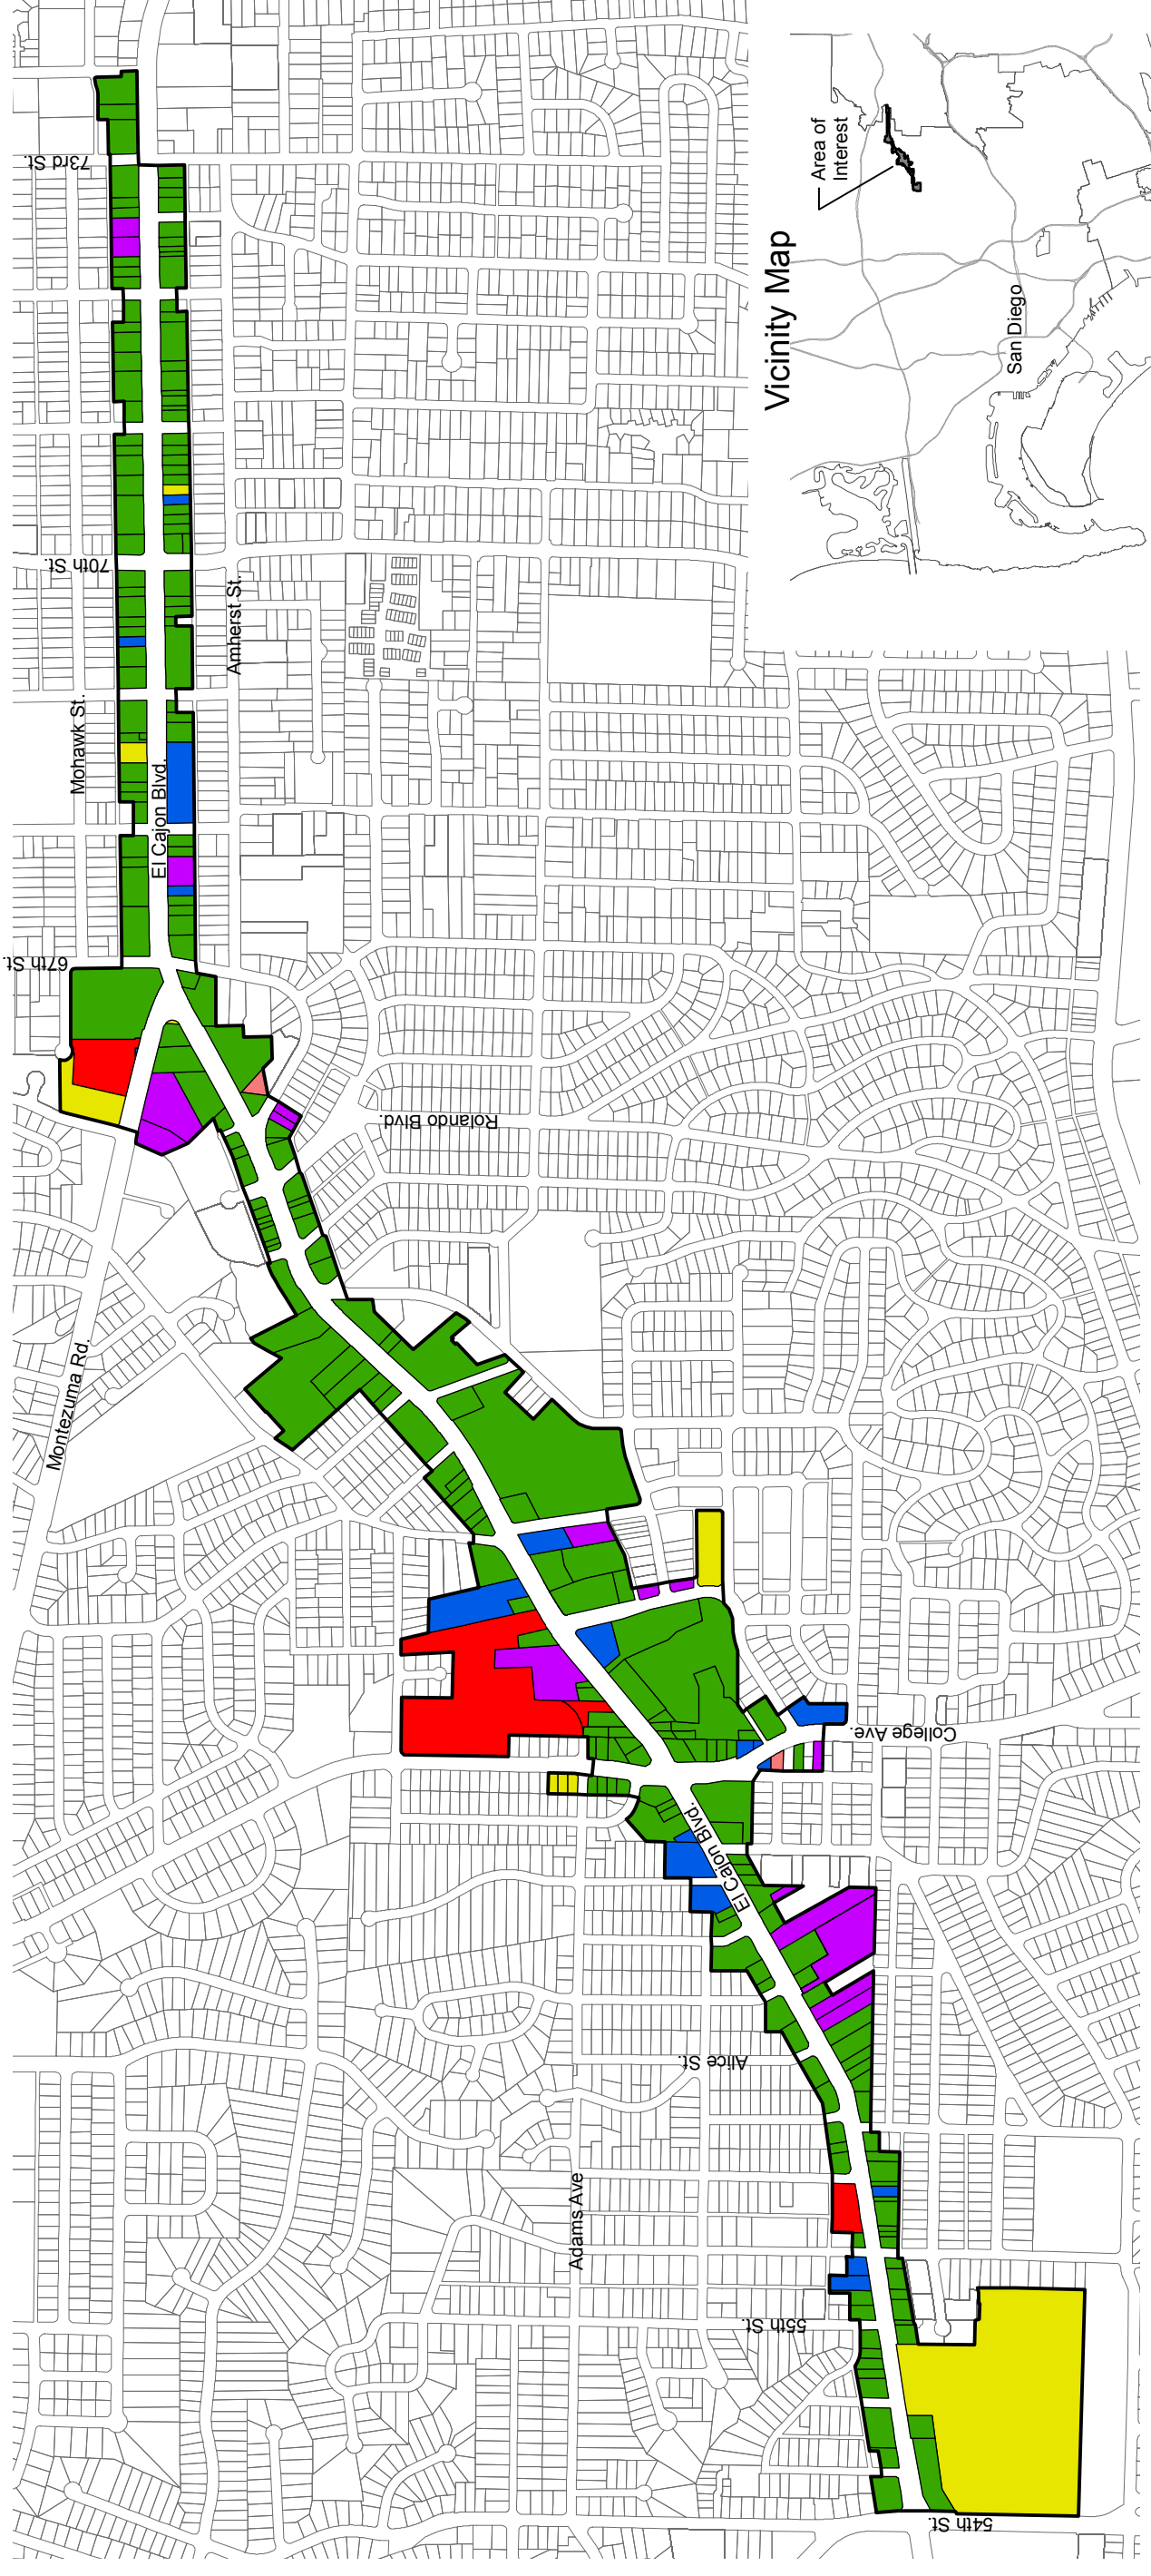 73rd St.
Area of
Interest
Vicinity Map
San Diego
70th St.
Amherst St.
Mohawk St.
El Cajon Blvd.
67th St.
Rolando Blvd.
Montezuma Rd.
College Ave.
El Cajon Blvd.
Alice St.
Adams Ave
55th St.
54th St.